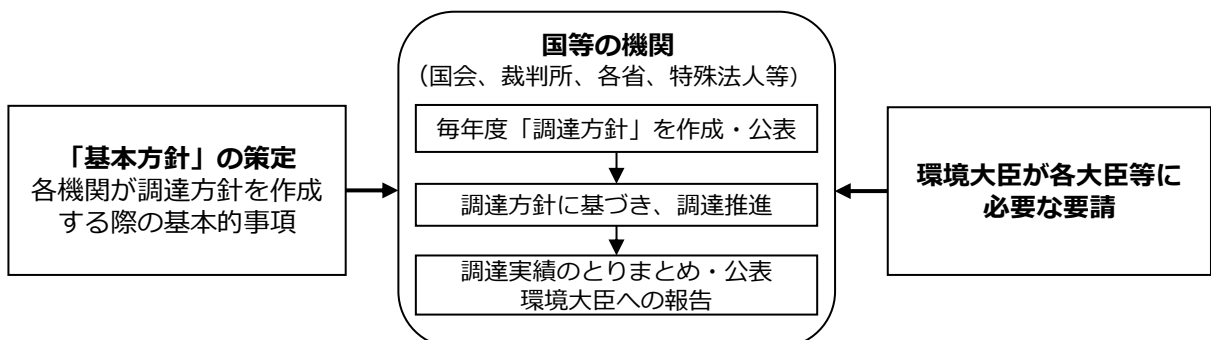 国等の機関
（国会、裁判所、各省、特殊法人等）
毎年度「調達方針」を作成・公表
調達方針に基づき、調達推進
調達実績のとりまとめ・公表
環境大臣への報告
「基本方針」の策定
各機関が調達方針を作成
する際の基本的事項
環境大臣が各大臣等に
必要な要請